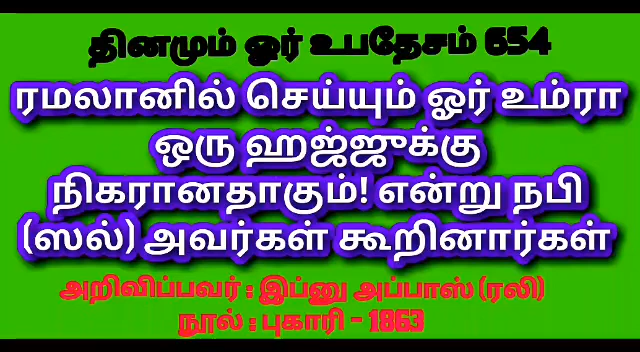 தினமும் ஓர் உபதேசம் 654
ரமலானில் செய்யும் ஓர் உம்ரா
ஒரு ஹஜ்ஜுக்கு
நிகரானதாகும்! என்று நபி
(ஸல்) அவர்கள் கூறினார்கள்
அறிவிப்பவர் : இப்னு அப்பாஸ் (ரலி)
நூல் : புகாரி - 1863